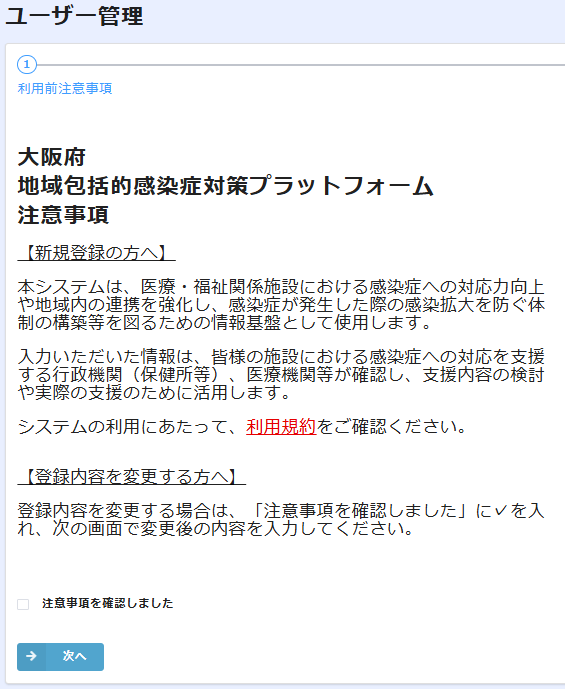 ユーザー管理
1
利用前注意事項
大阪府
地域包括的感染症対策プラットフォーム
注意事項
【新規登録の方へ】
本システムは、医療・福祉関係施設における感染症への対応力向上
や地域内の連携を強化し、感染症が発生した際の感染拡大を防ぐ体
制の構築等を図るための情報基盤として使用します。
入力いただいた情報は、皆様の施設における感染症への対応を支援
する行政機関（保健所等）、医療機関等が確認し、支援内容の検討
や実際の支援のために活用します。
システムの利用にあたって、利用規約をご確認ください。
【登録内容を変更する方へ】
登録内容を変更する場合は、「注意事項を確認しました」に✓を入
れ、次の画面で変更後の内容を入力してください。
注意事項を確認しました
次へ